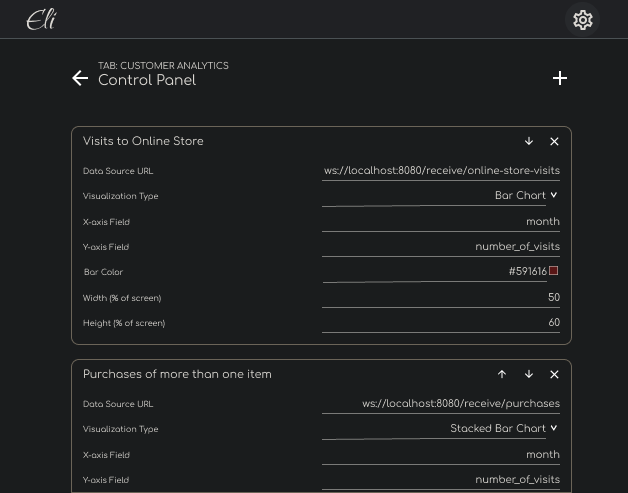 Eli
TAB: CUSTOMER ANALYTICS
Control Panel
Visits to Online Store
Data Source URL ws://localhost:8080/receive/online-store-visits
Visualization Type Bar Chart
X-axis Field month
Y-axis Field number_of_visits
Bar Color #591616
Width (% of screen) 50
Height (% of screen) 60
Purchases of more than one item
Data Source URL ws://localhost:8080/receive/purchases
Visualization Type Stacked Bar Chart
X-axis Field month
Y-axis Field number_of_visits